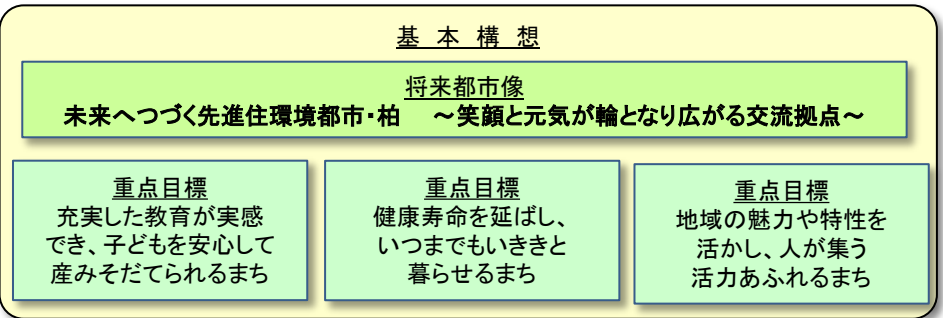 基 本 構 想
将来都市像
未来へつづく先進住環境都市・柏　～笑顔と元気が輪となり広がる交流拠点～
重点目標
充実した教育が実感
でき、子どもを安心して
産みそだてられるまち
重点目標
健康寿命を延ばし、
いつまでもいききと
暮らせるまち
重点目標
地域の魅力や特性を
活かし、人が集う
活力あふれるまち